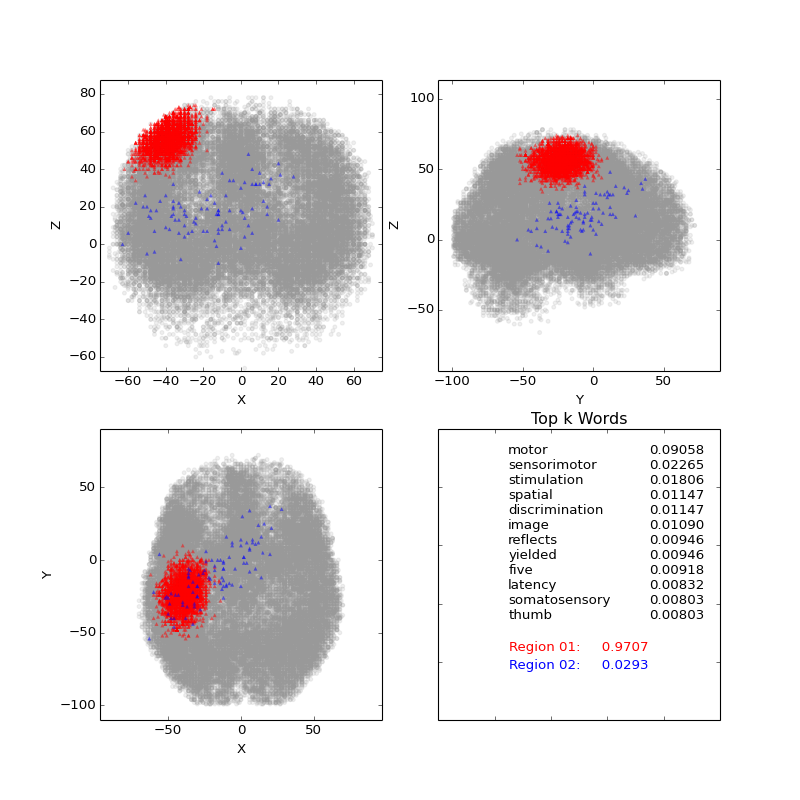 80
60
40
20
0
−20
−40
−60
Z
−60 −40 −20 0 20 40 60
X
100
50
0
−50
Z
−100 −50 0 50
Y
50
0
−50
−100
Y
−50 0 50
X
Top k Words
motor 0.09058
sensorimotor 0.02265
stimulation 0.01806
spatial 0.01147
discrimination 0.01147
image 0.01090
reflects 0.00946
yielded 0.00946
five 0.00918
latency 0.00832
somatosensory 0.00803
thumb 0.00803
Region 01: 0.9707
Region 02: 0.0293